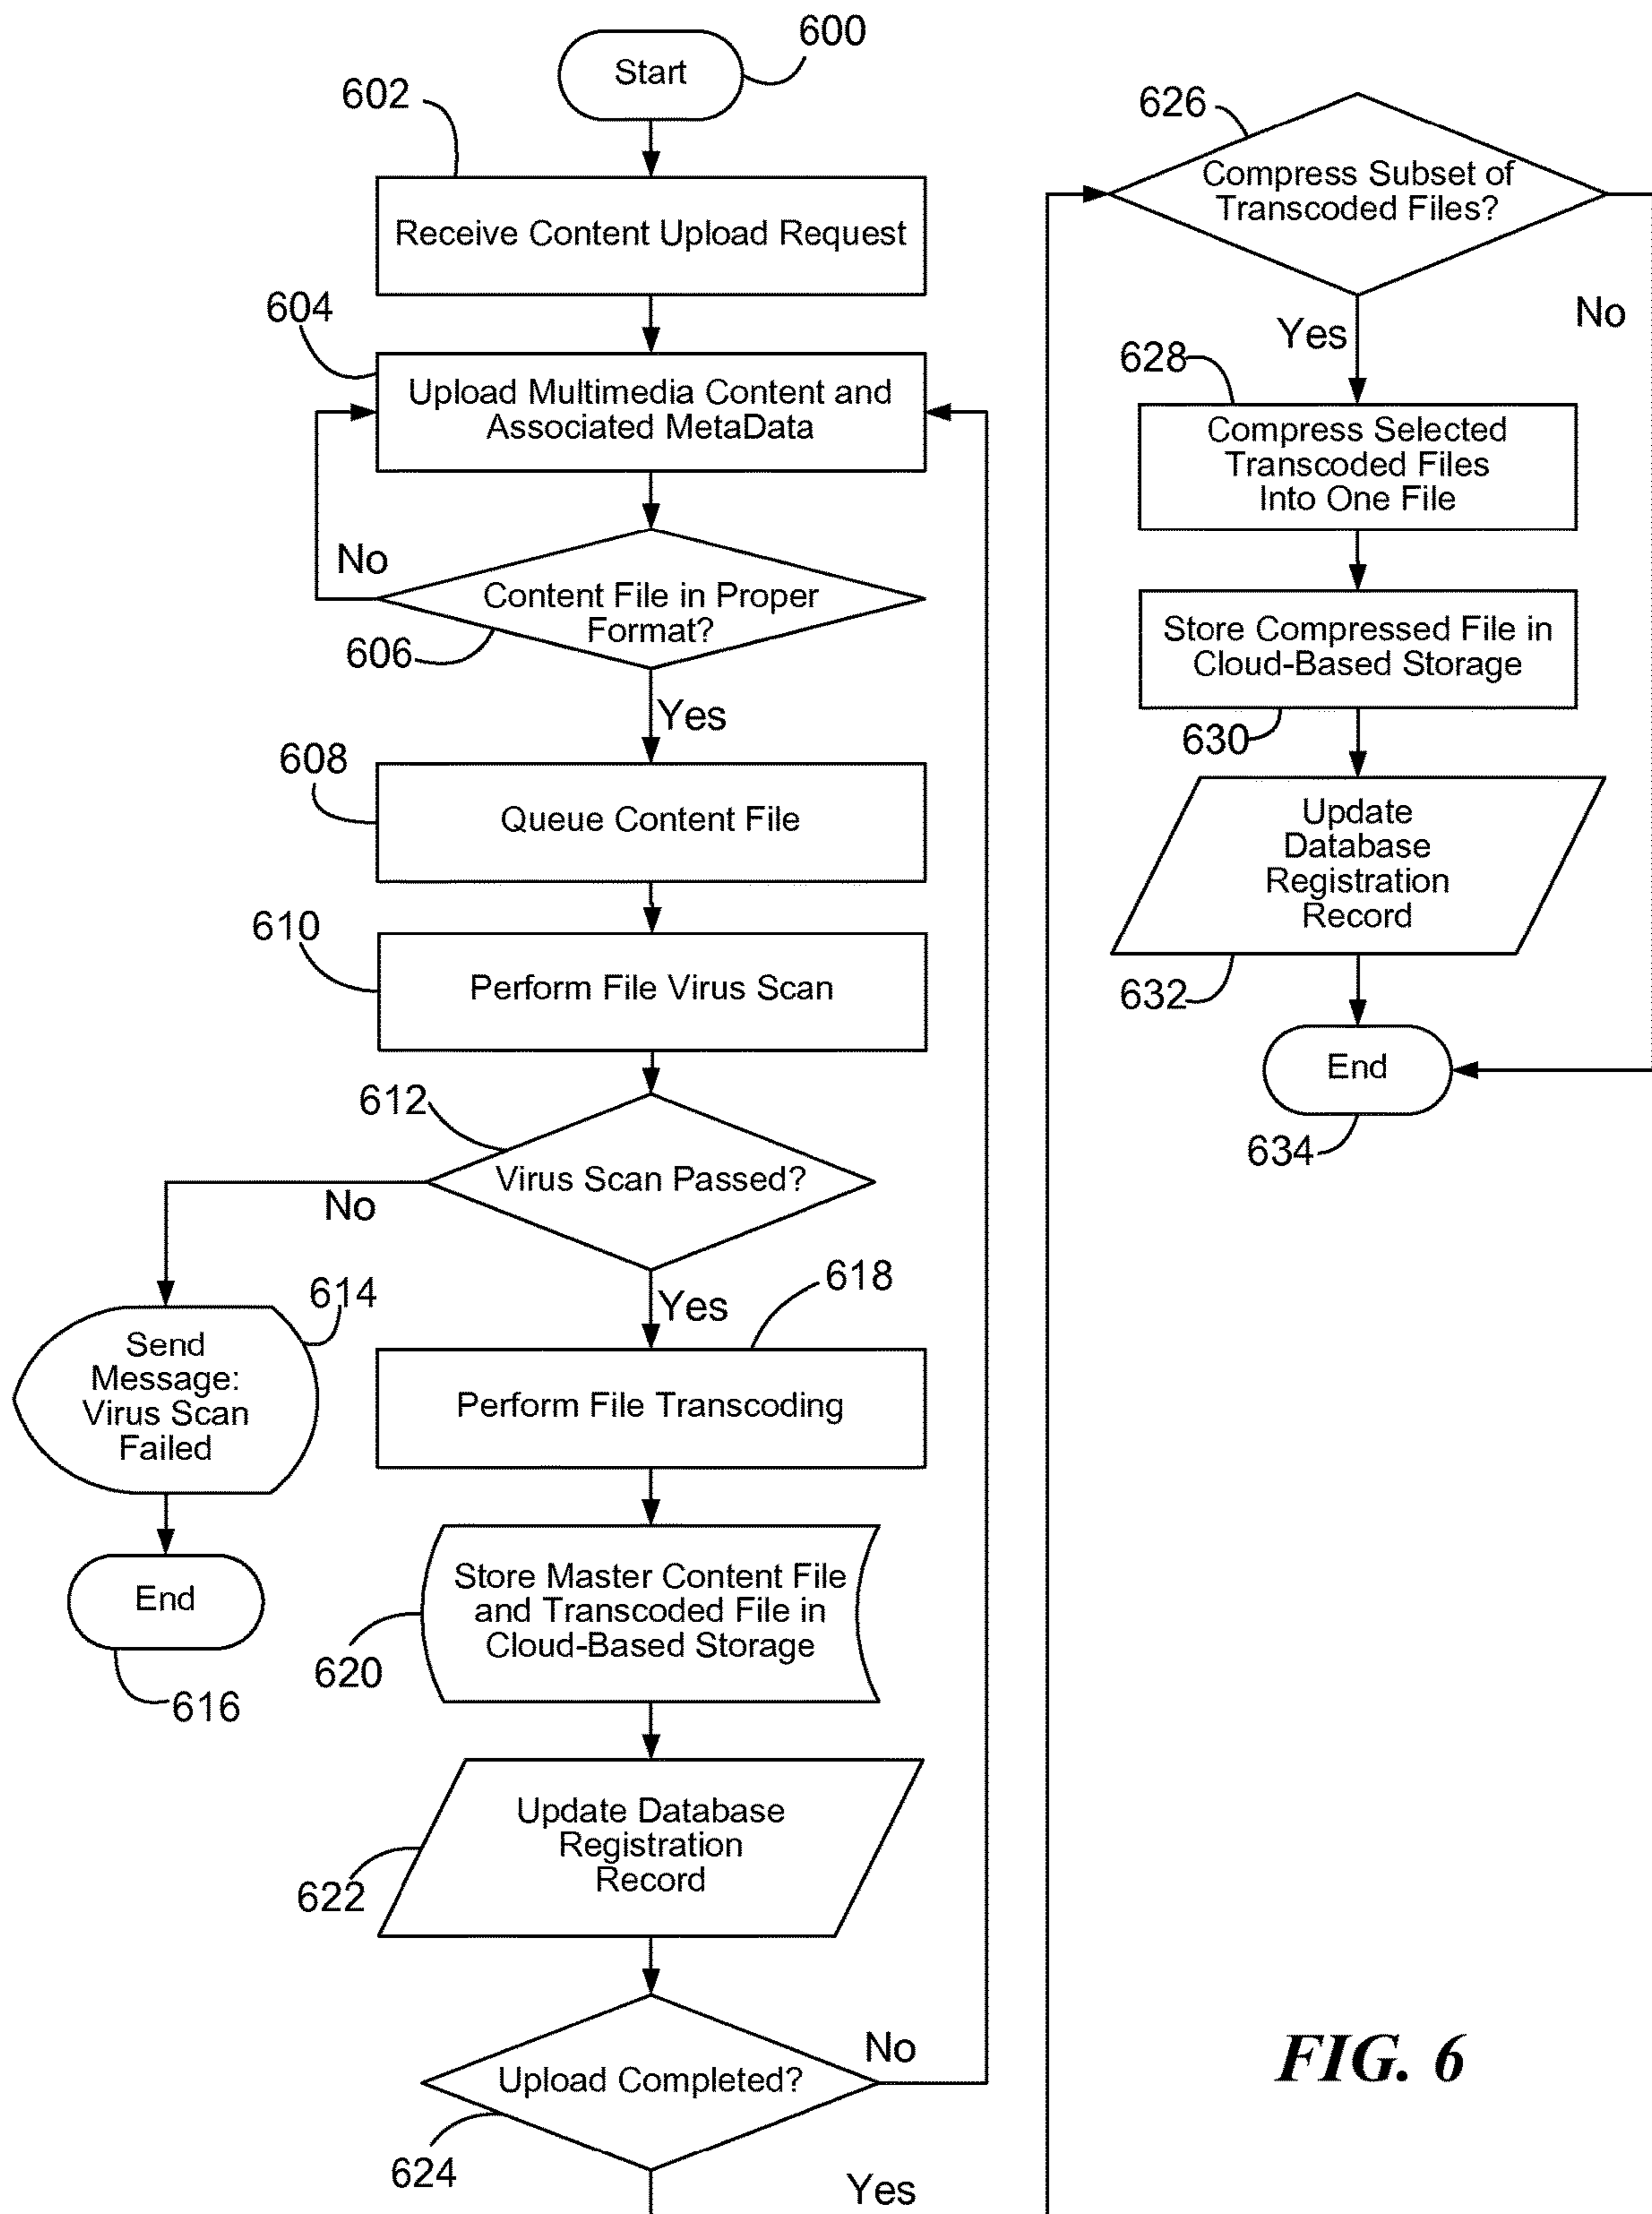 600
Start
602
Receive Content Upload Request
604
Upload Multimedia Content and
Associated MetaData
No
Content File in Proper
Format?
606
Yes
608
Queue Content File
610
Perform File Virus Scan
612
Virus Scan Passed?
No
614
Send
Message:
Virus Scan
Failed
End
616
Yes
618
Perform File Transcoding
Store Master Content File
and Transcoded File in
Cloud-Based Storage
620
Update Database
Registration
Record
622
No
Upload Completed?
624
Yes
626
Compress Subset of
Transcoded Files?
No
Yes
628
Compress Selected
Transcoded Files
Into One File
Store Compressed File in
Cloud-Based Storage
630
Update
Database
Registration
Record
632
End
634
FIG. 6